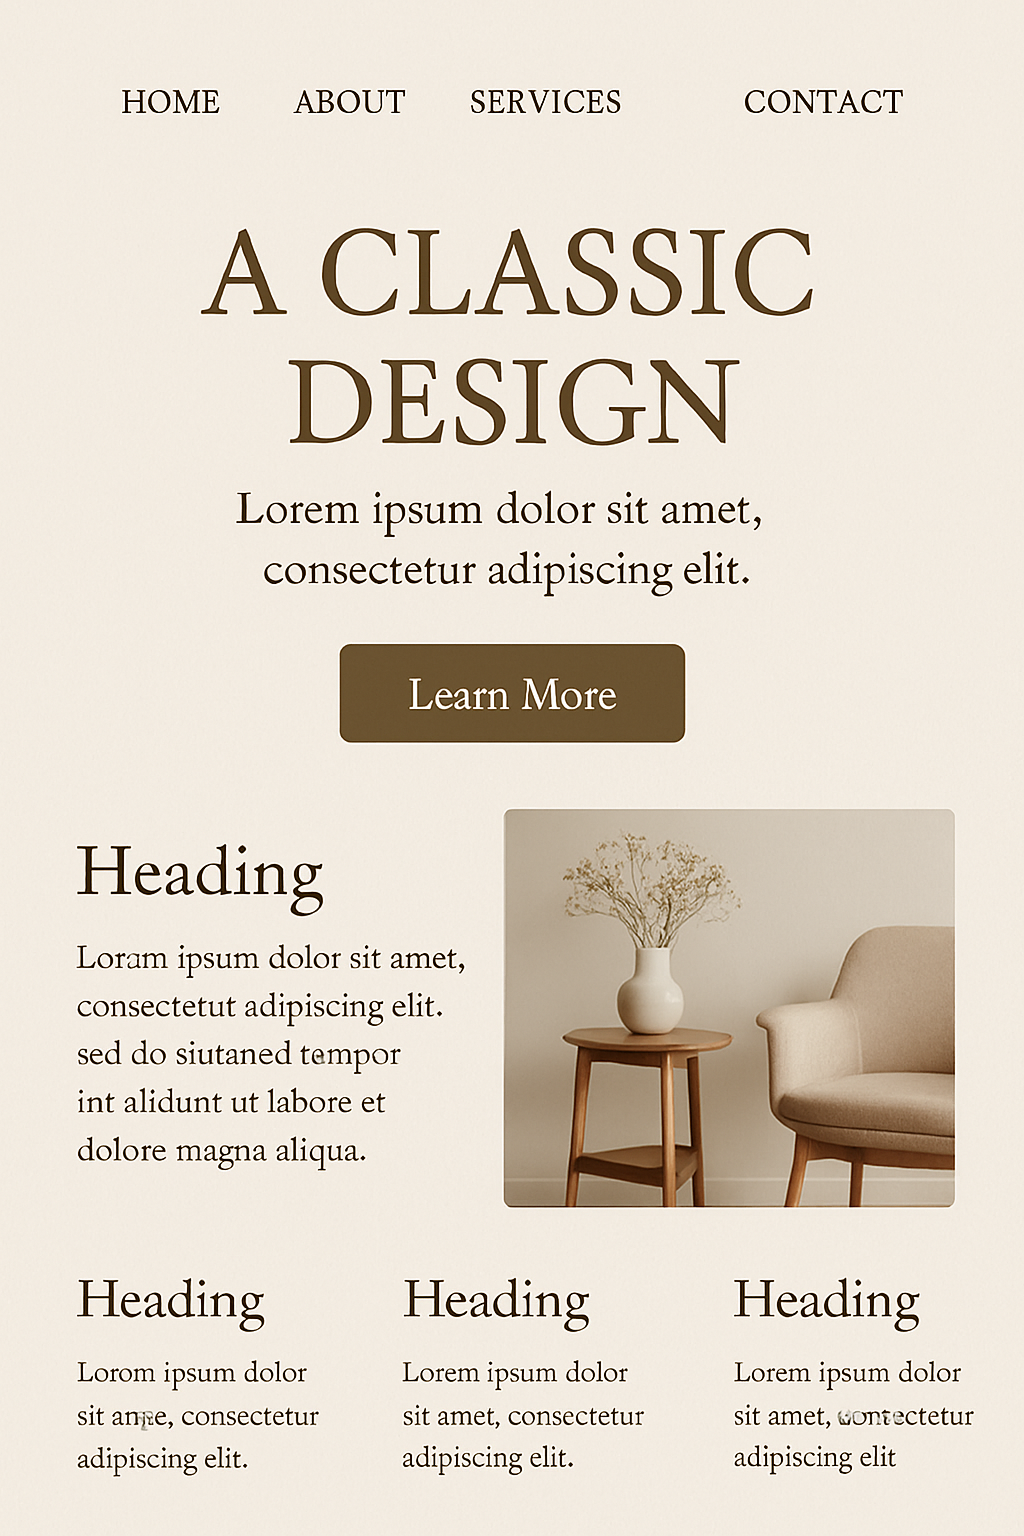 HOME ABOUT SERVICES CONTACT
A CLASSIC
DESIGN
Lorem ipsum dolor sit amet,
consectetur adipiscing elit.
Learn More
Heading
Loram ipsum dolor sit amet,
consectetut adipiscing elit.
sed do siutaned tempor
int alidunt ut labore et
dolore magna aliqua.
Heading
Lorom ipsum dolor
sit ame, consectetur
adipiscing elit.
Heading
Lorem ipsum dolor
sit amet, consectetur
adipiscing elit.
Heading
Lorem ipsum dolor
sit amet,
adipiscing elit